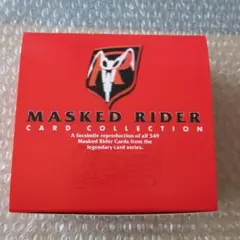 MASKED RIDER
CARD COLLECTION
A facsimile reproduction of all 549
Masked Rider Cards from the
legendary card series.